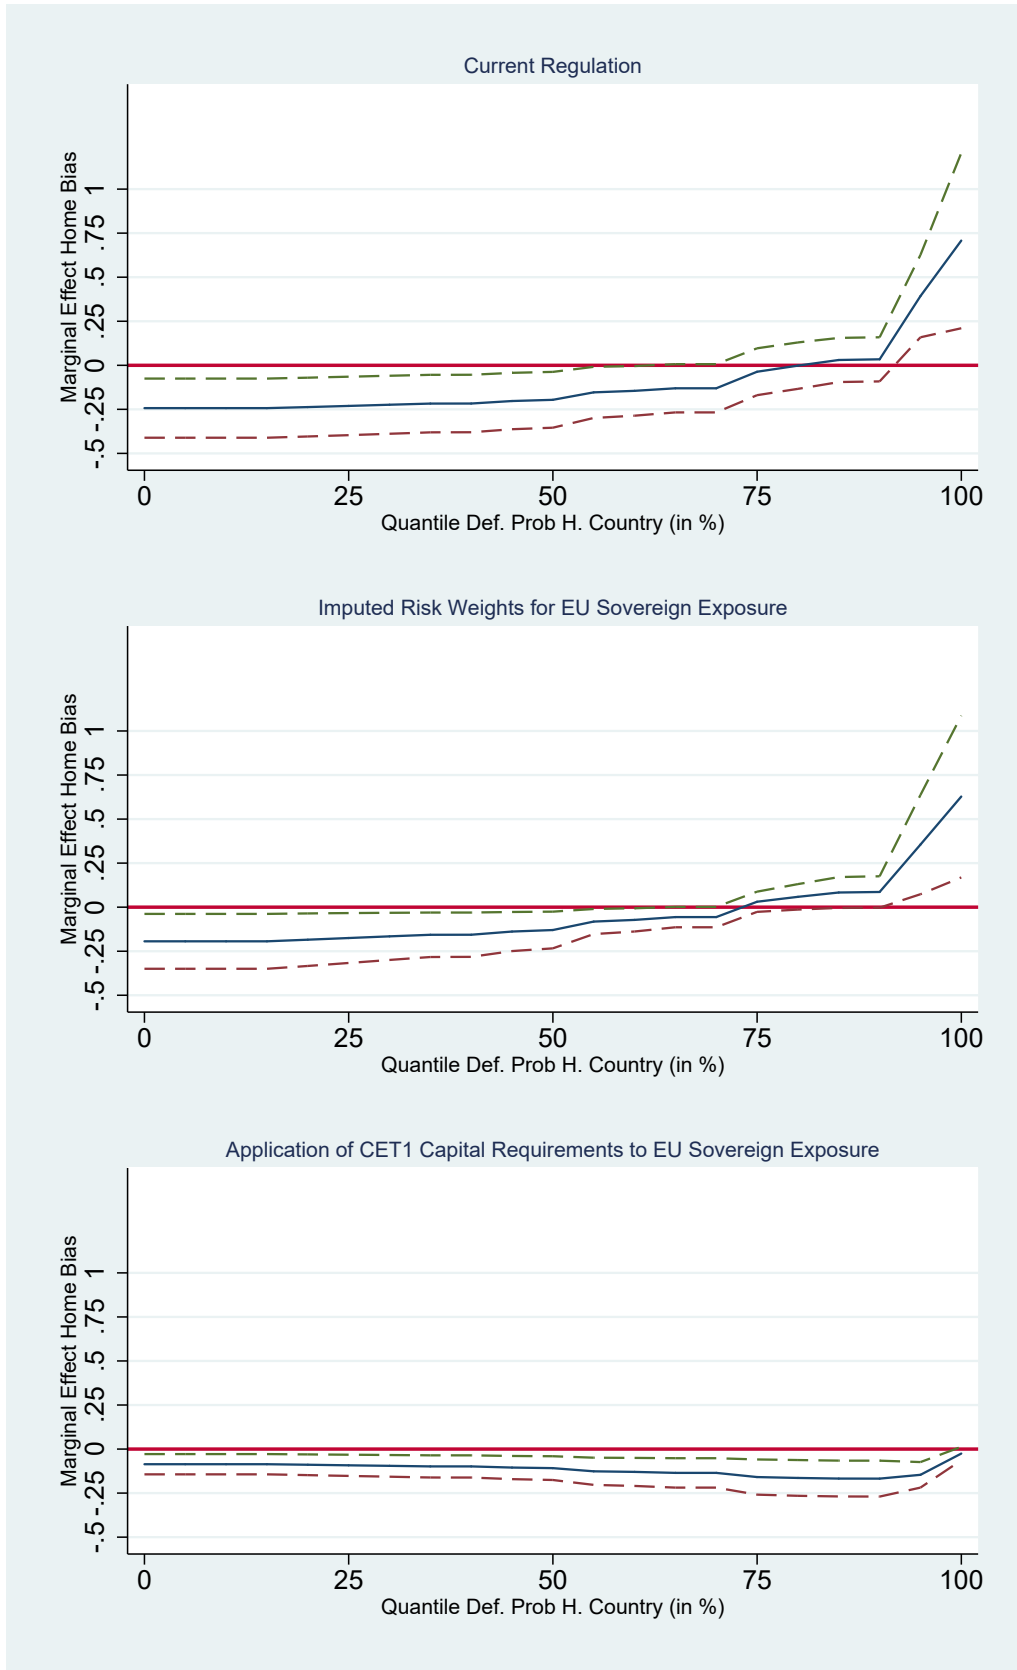 Current Regulation
Marginal Effect Home Bias
1
.75
.5
.25
0
-.25
-.5
0 25 50 75 100
Quantile Def. Prob H. Country (in %)
Imputed Risk Weights for EU Sovereign Exposure
Marginal Effect Home Bias
1
.75
.5
.25
0
-.25
-.5
0 25 50 75 100
Quantile Def. Prob H. Country (in %)
Application of CET1 Capital Requirements to EU Sovereign Exposure
Marginal Effect Home Bias
1
.75
.5
.25
0
-.25
-.5
0 25 50 75 100
Quantile Def. Prob H. Country (in %)